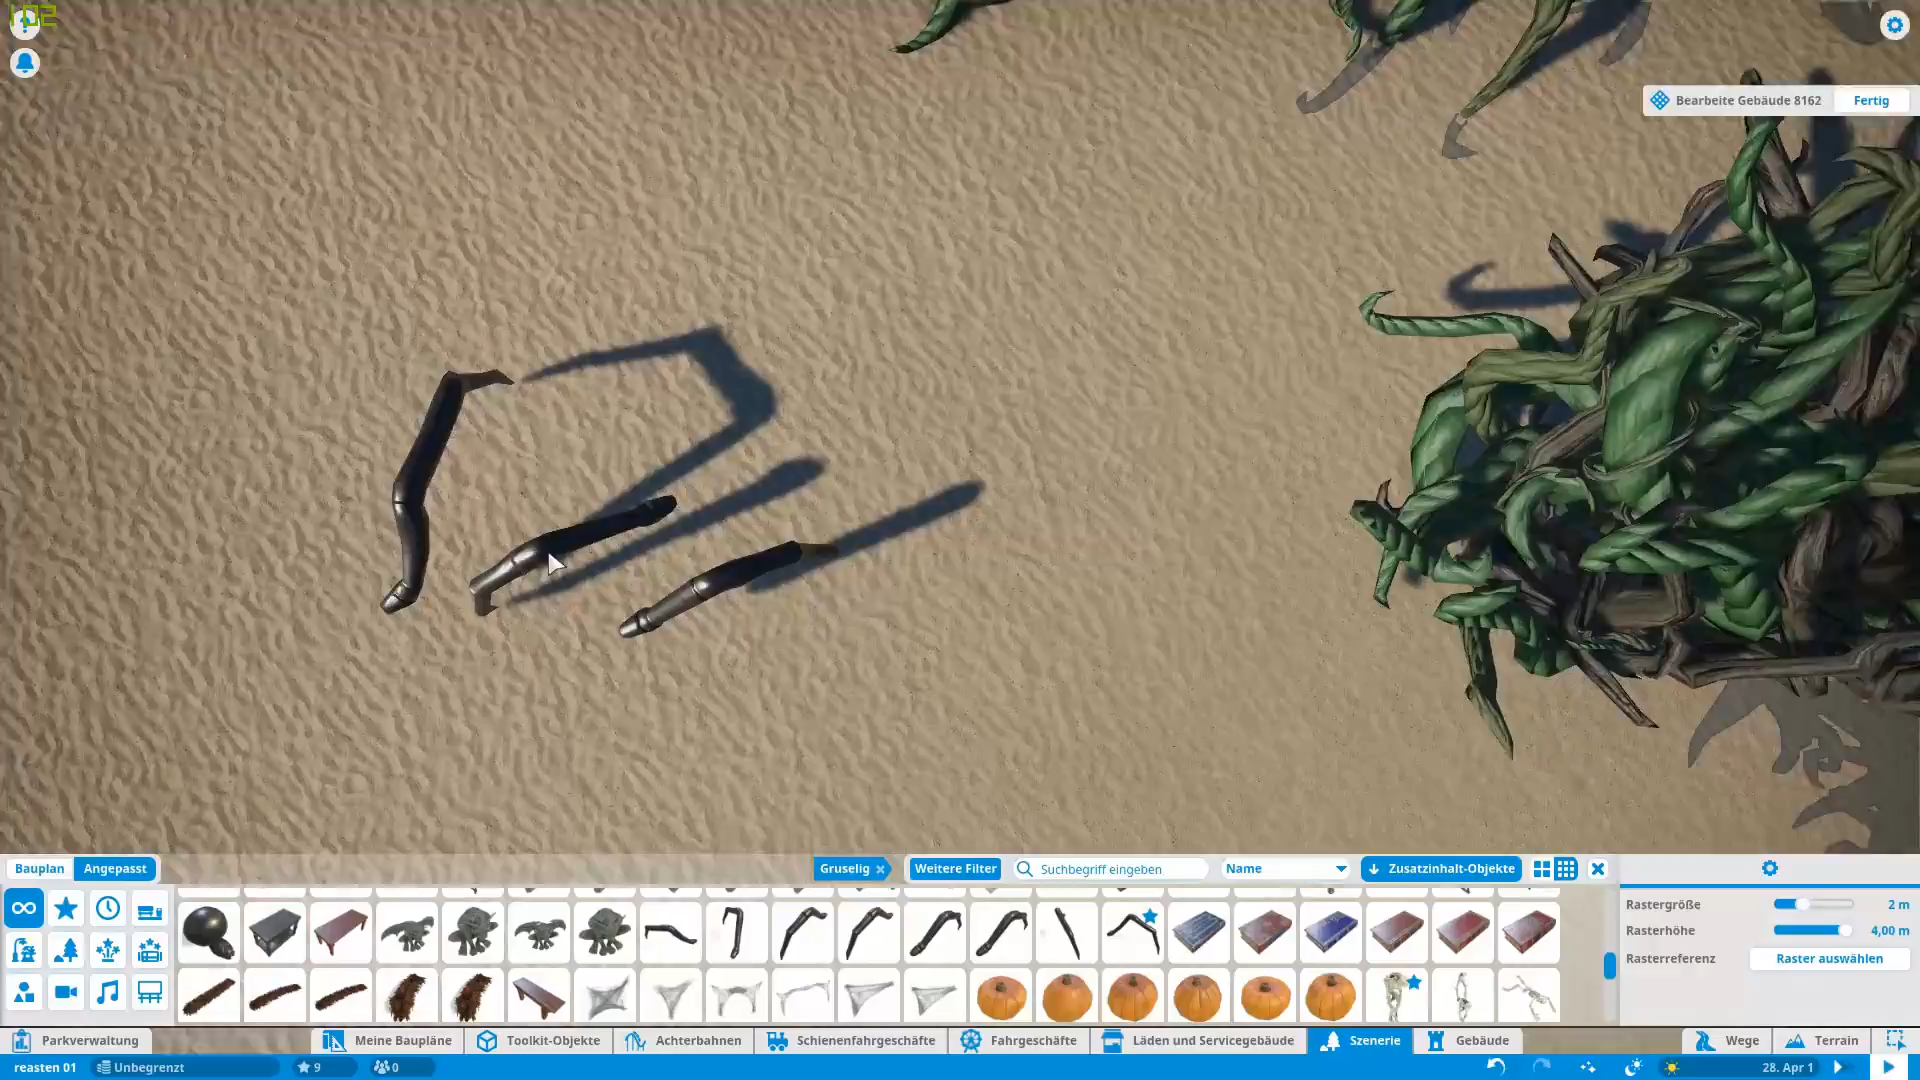 102
?
Bearbeite Gebäude 8162
Fertig
Bauplan
Angepasst
Gruselig
Weitere Filter
Suchbegriff eingeben
Name
Zusatzinhalt-Objekte
Rastergröße
2 m
Rasterhöhe
4,00 m
Rasterreferenz
Raster auswählen
Parkverwaltung
Meine Baupläne
Toolkit-Objekte
Achterbahnen
Schienenfahrgeschäfte
Fahrgeschäfte
Läden und Servicegebäude
Szenerie
Gebäude
Wege
Terrain
reasten 01
Unbegrenzt
9
0
28. Apr 1